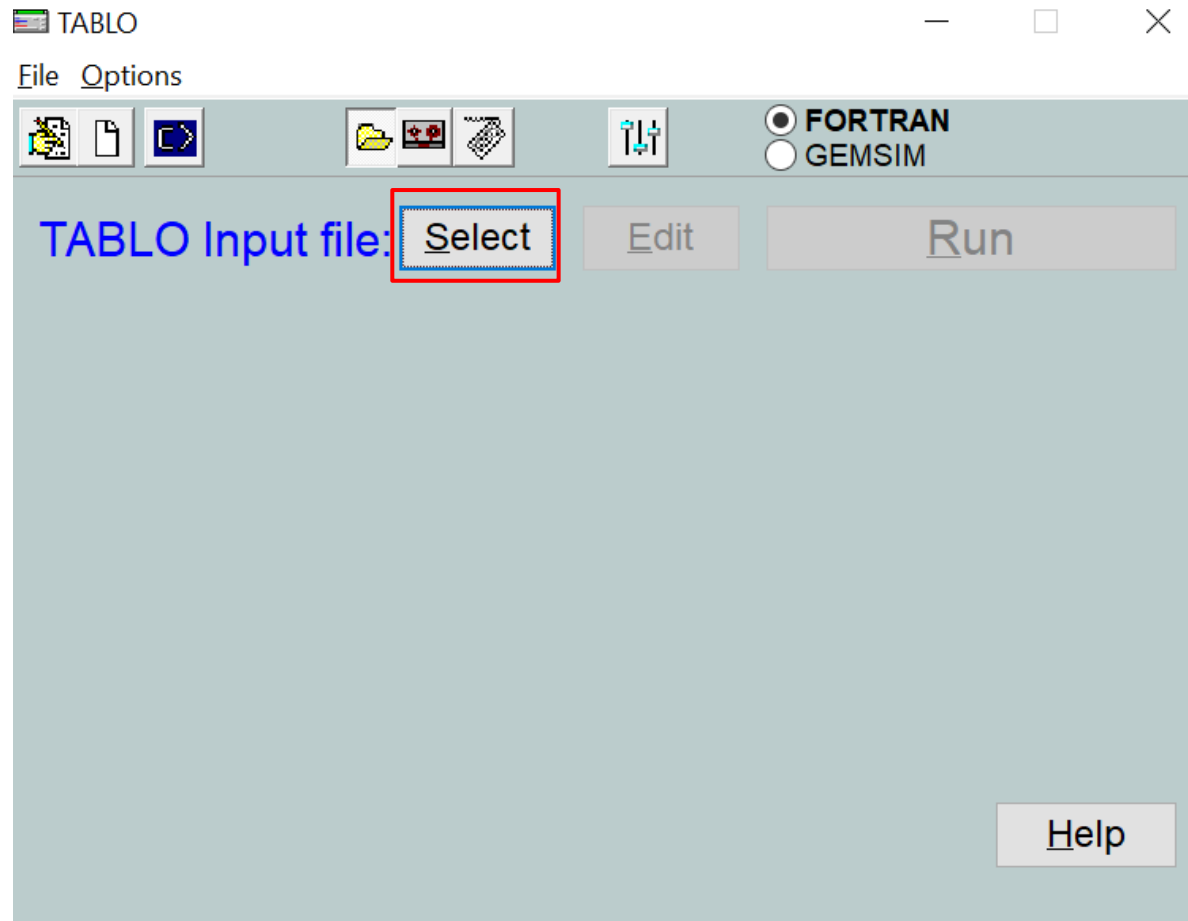 TABLO
File Options
FORTRAN
GEMSIM
TABLO Input file: Select Edit Run
Help